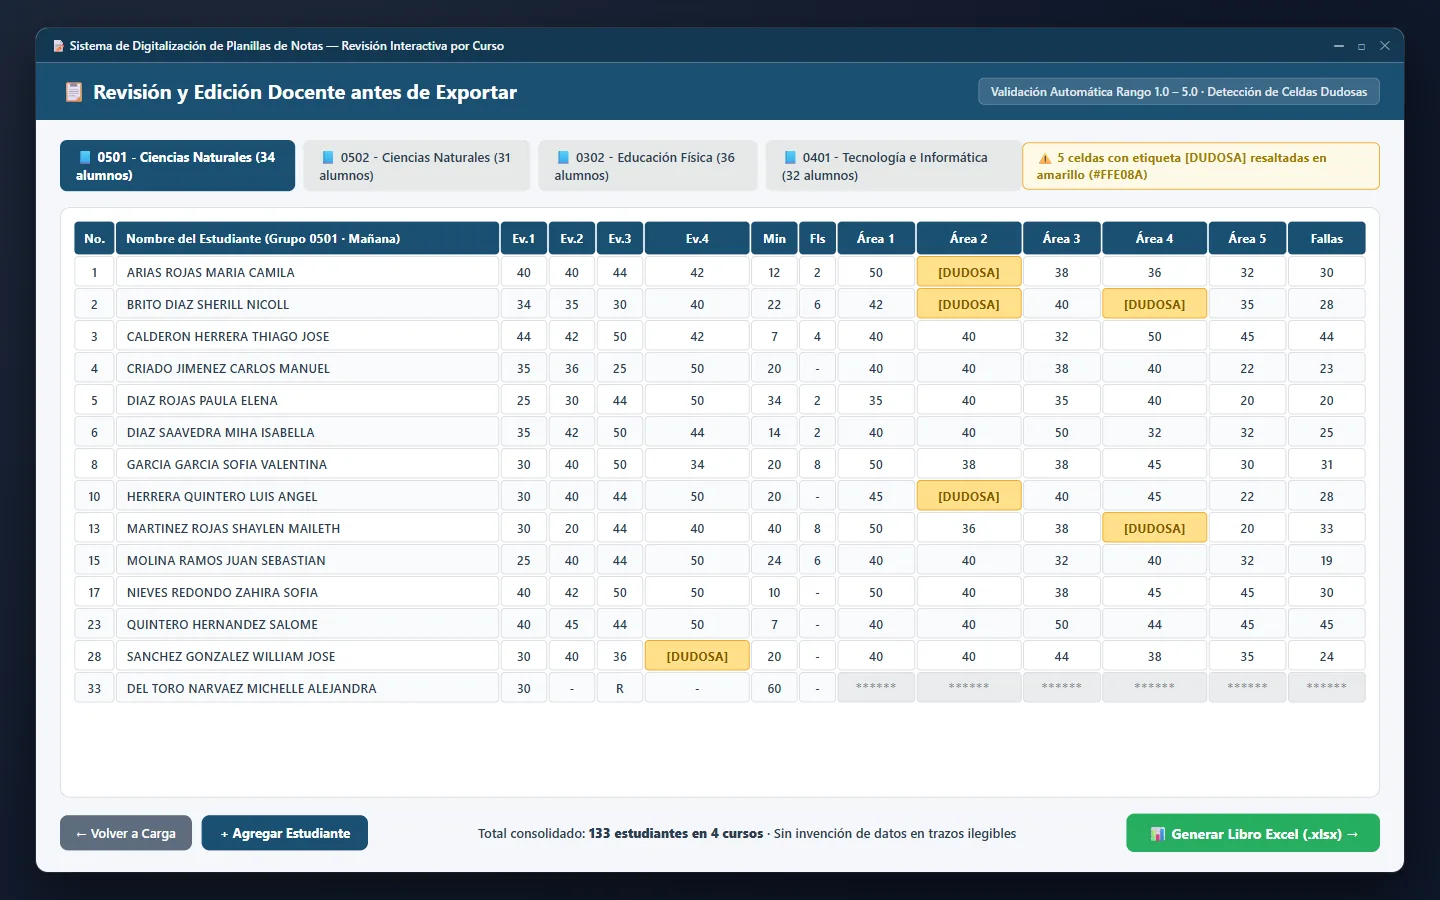 Sistema de Digitalización de Planillas de Notas — Revisión Interactiva por Curso
Revisión y Edición Docente antes de Exportar
Validación Automática Rango 1.0 – 5.0 · Detección de Celdas Dudosas
0501 - Ciencias Naturales (34
alumnos)
0502 - Ciencias Naturales (31
alumnos)
0302 - Educación Física (36
alumnos)
0401 - Tecnología e Informática
(32 alumnos)
5 celdas con etiqueta [DUDOSA] resaltadas en
amarillo (#FFE08A)
No. Nombre del Estudiante (Grupo 0501 · Mañana) Ev.1 Ev.2 Ev.3 Ev.4 Min Fls Área 1 Área 2 Área 3 Área 4 Área 5 Fallas
1 ARIAS ROJAS MARIA CAMILA 40 40 44 42 12 2 50 [DUDOSA] 38 36 32 30
2 BRITO DIAZ SHERILL NICOLL 34 35 30 40 22 6 42 [DUDOSA] 40 [DUDOSA] 35 28
3 CALDERON HERRERA THIAGO JOSE 44 42 50 42 7 4 40 40 32 50 45 44
4 CRIADO JIMENEZ CARLOS MANUEL 35 36 25 50 20 - 40 40 38 40 22 23
5 DIAZ ROJAS PAULA ELENA 25 30 44 50 34 2 35 40 35 40 20 20
6 DIAZ SAAVEDRA MIHA ISABELLA 35 42 50 44 14 2 40 40 50 32 32 25
8 GARCIA GARCIA SOFIA VALENTINA 30 40 50 34 20 8 50 38 38 45 30 31
10 HERRERA QUINTERO LUIS ANGEL 30 40 44 50 20 - 45 [DUDOSA] 40 45 22 28
13 MARTINEZ ROJAS SHAYLEN MAILETH 30 20 44 40 40 8 50 36 38 [DUDOSA] 20 33
15 MOLINA RAMOS JUAN SEBASTIAN 25 40 44 50 24 6 40 40 32 40 32 19
17 NIEVES REDONDO ZAHIRA SOFIA 40 42 50 50 10 - 50 40 38 45 45 30
23 QUINTERO HERNANDEZ SALOME 40 45 44 50 7 - 40 40 50 44 45 45
28 SANCHEZ GONZALEZ WILLIAM JOSE 30 40 36 [DUDOSA] 20 - 40 40 44 38 35 24
33 DEL TORO NARVAEZ MICHELLE ALEJANDRA 30 - R - 60 - ****** ****** ****** ****** ****** ******
← Volver a Carga
+ Agregar Estudiante
Total consolidado: 133 estudiantes en 4 cursos · Sin invención de datos en trazos ilegibles
Generar Libro Excel (.xlsx) →